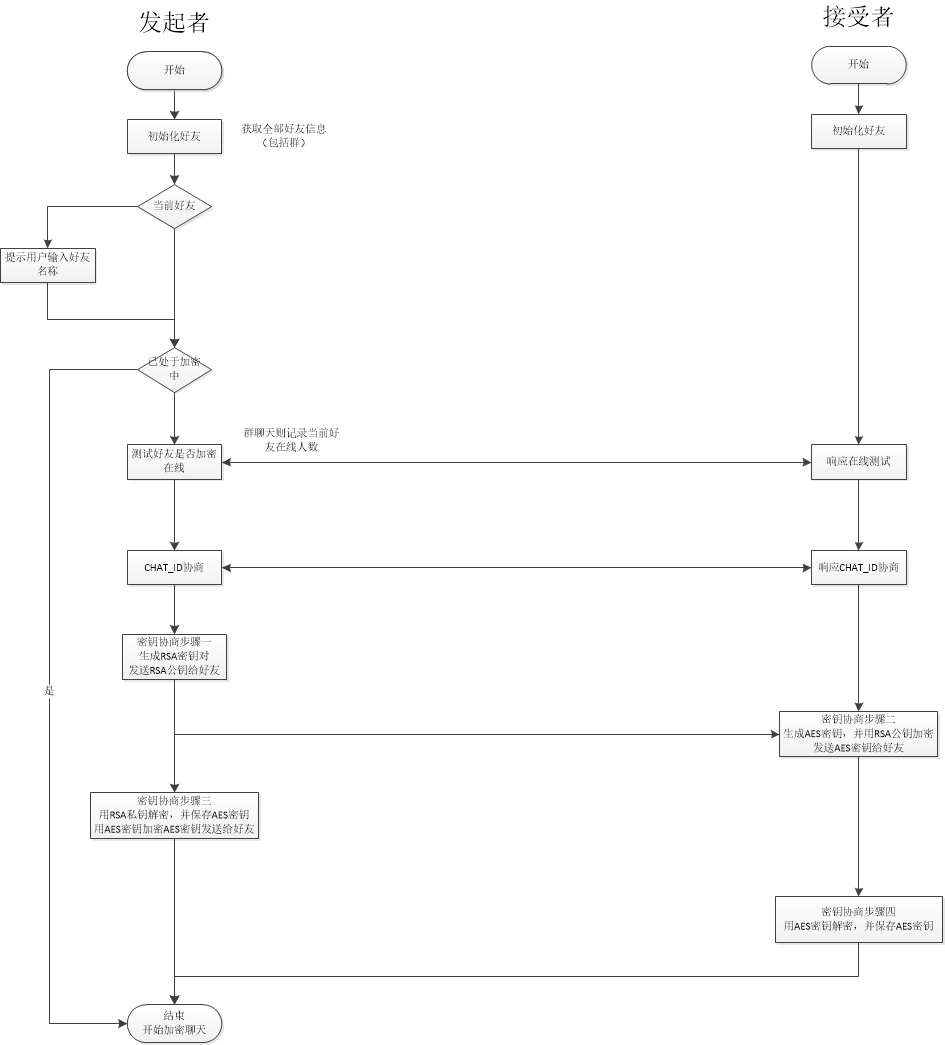 发起者
接受者
开始
开始
初始化好友
获取全部好友信息
（包括群）
初始化好友
当前好友
提示用户输入好友
名称
已处于加密
中
群聊天则记录当前好
友在线人数
测试好友是否加密
在线
响应在线测试
CHAT_ID协商
响应CHAT_ID协商
密钥协商步骤一
生成RSA密钥对
发送RSA公钥给好友
是
密钥协商步骤二
生成AES密钥，并用RSA公钥加密
发送AES密钥给好友
密钥协商步骤三
用RSA私钥解密，并保存AES密钥
用AES密钥加密AES密钥发送给好友
密钥协商步骤四
用AES密钥解密，并保存AES密钥
结束
开始加密聊天